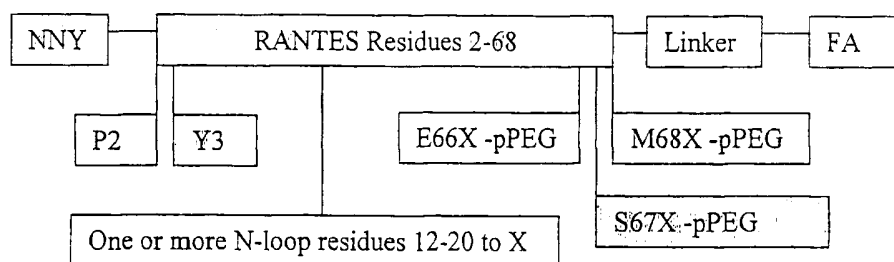 NNY
RANTES Residues 2-68
Linker
FA
P2
Y3
E66X -pPEG
M68X -pPEG
S67X -pPEG
One or more N-loop residues 12-20 to X